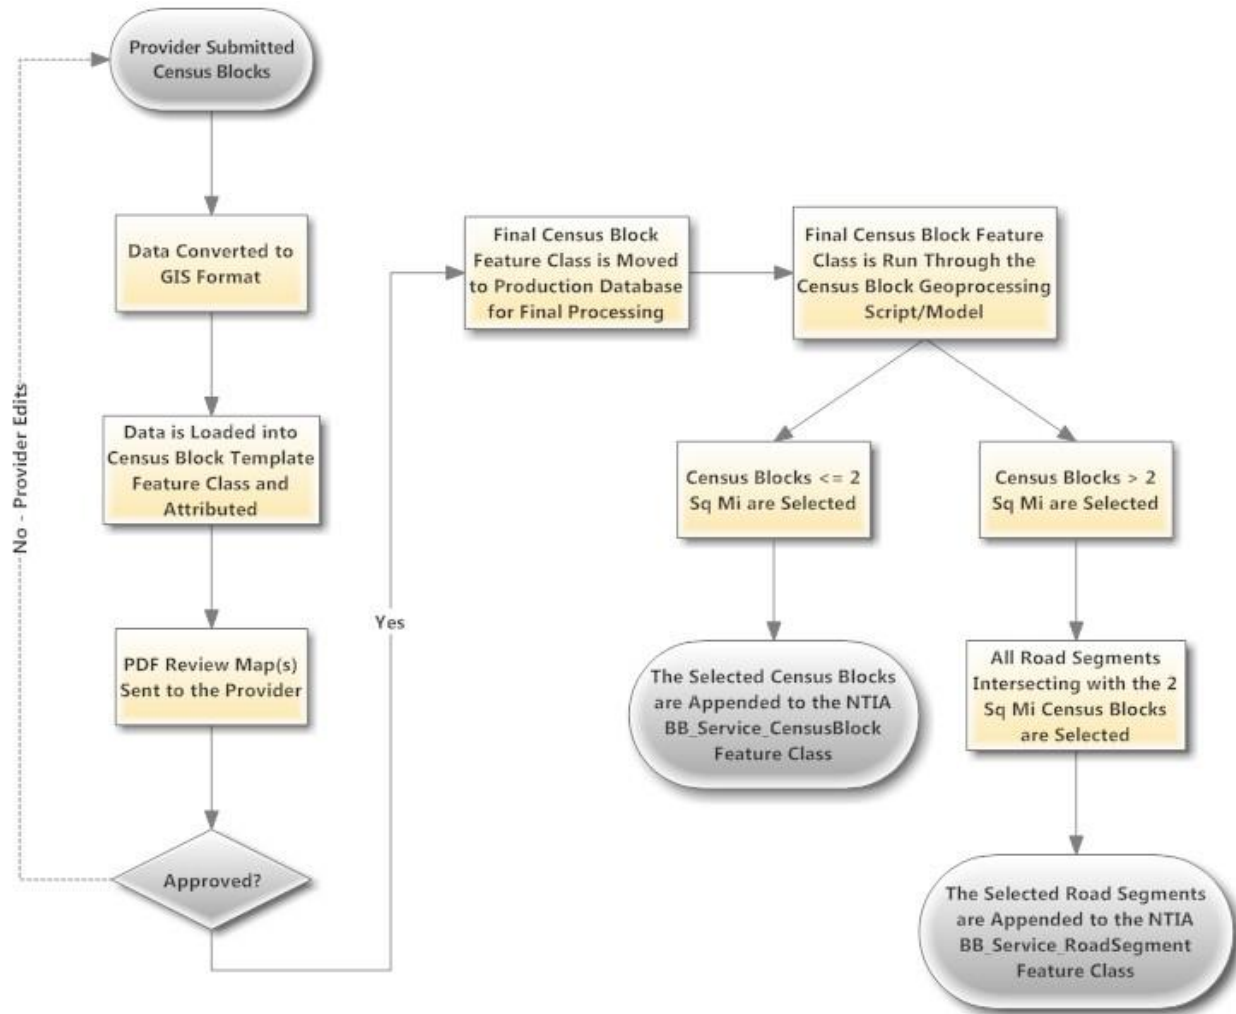 Provider Submitted
Census Blocks
Data Converted to
GIS Format
Data is Loaded into
Census Block Template
Feature Class and
Attributed
PDF Review Map(s)
Sent to the Provider
Approved?
No - Provider Edits
Yes
Final Census Block
Feature Class is Moved
to Production Database
for Final Processing
Final Census Block Feature
Class is Run Through the
Census Block Geoprocessing
Script/Model
Census Blocks <= 2
Sq Mi are Selected
The Selected Census Blocks
are Appended to the NTIA
BB_Service_CensusBlock
Feature Class
Census Blocks > 2
Sq Mi are Selected
All Road Segments
Intersecting with the 2
Sq Mi Census Blocks
are Selected
The Selected Road Segments
are Appended to the NTIA
BB_Service_RoadSegment
Feature Class